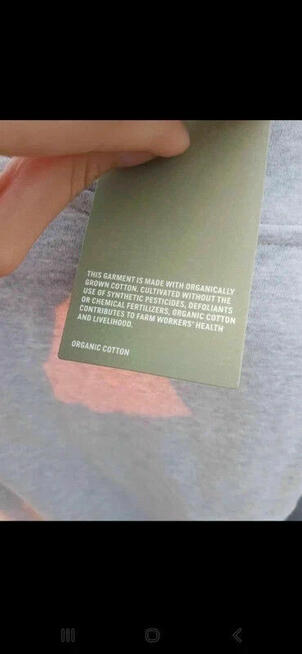 THIS GARMENT IS MADE WITH ORGANICALLY
GROWN COTTON, CULTIVATED WITHOUT THE
USE OF SYNTHETIC PESTICIDES, DEFOLIANTS
OR CHEMICAL FERTILIZERS. ORGANIC COTTON
CONTRIBUTES TO FARM WORKERS' HEALTH
AND LIVELIHOOD.
ORGANIC COTTON